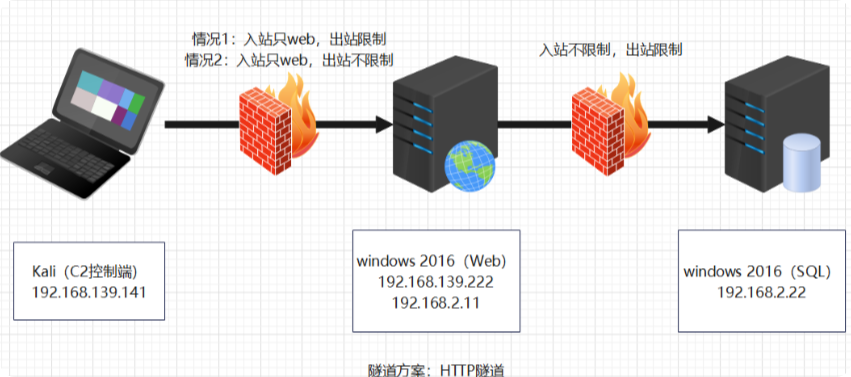 情况1：入站只web，出站限制
情况2：入站只web，出站不限制
入站不限制，出站限制
Kali（C2控制端）
192.168.139.141
windows 2016（Web）
192.168.139.222
192.168.2.11
windows 2016（SQL）
192.168.2.22
隧道方案：HTTP隧道